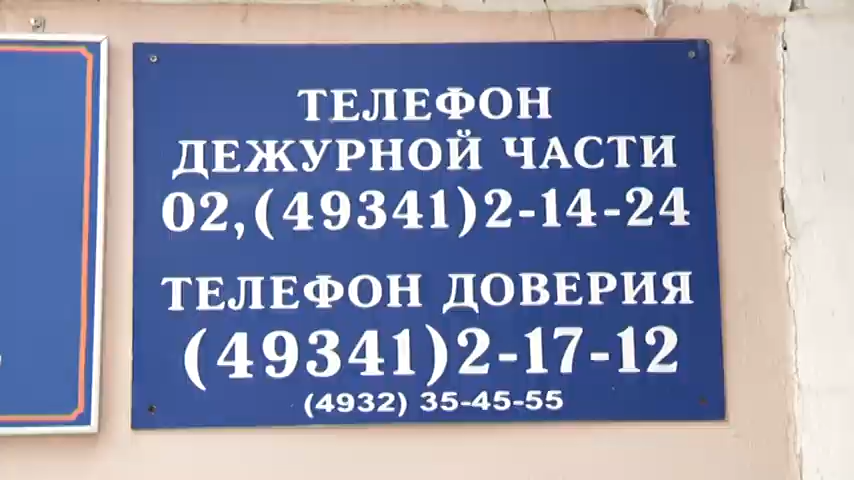 ТЕЛЕФОН
ДЕЖУРНОЙ ЧАСТИ
02,(49341)2-14-24
ТЕЛЕФОН ДОВЕРИЯ
(49341)2-17-12
(4932) 35-45-55